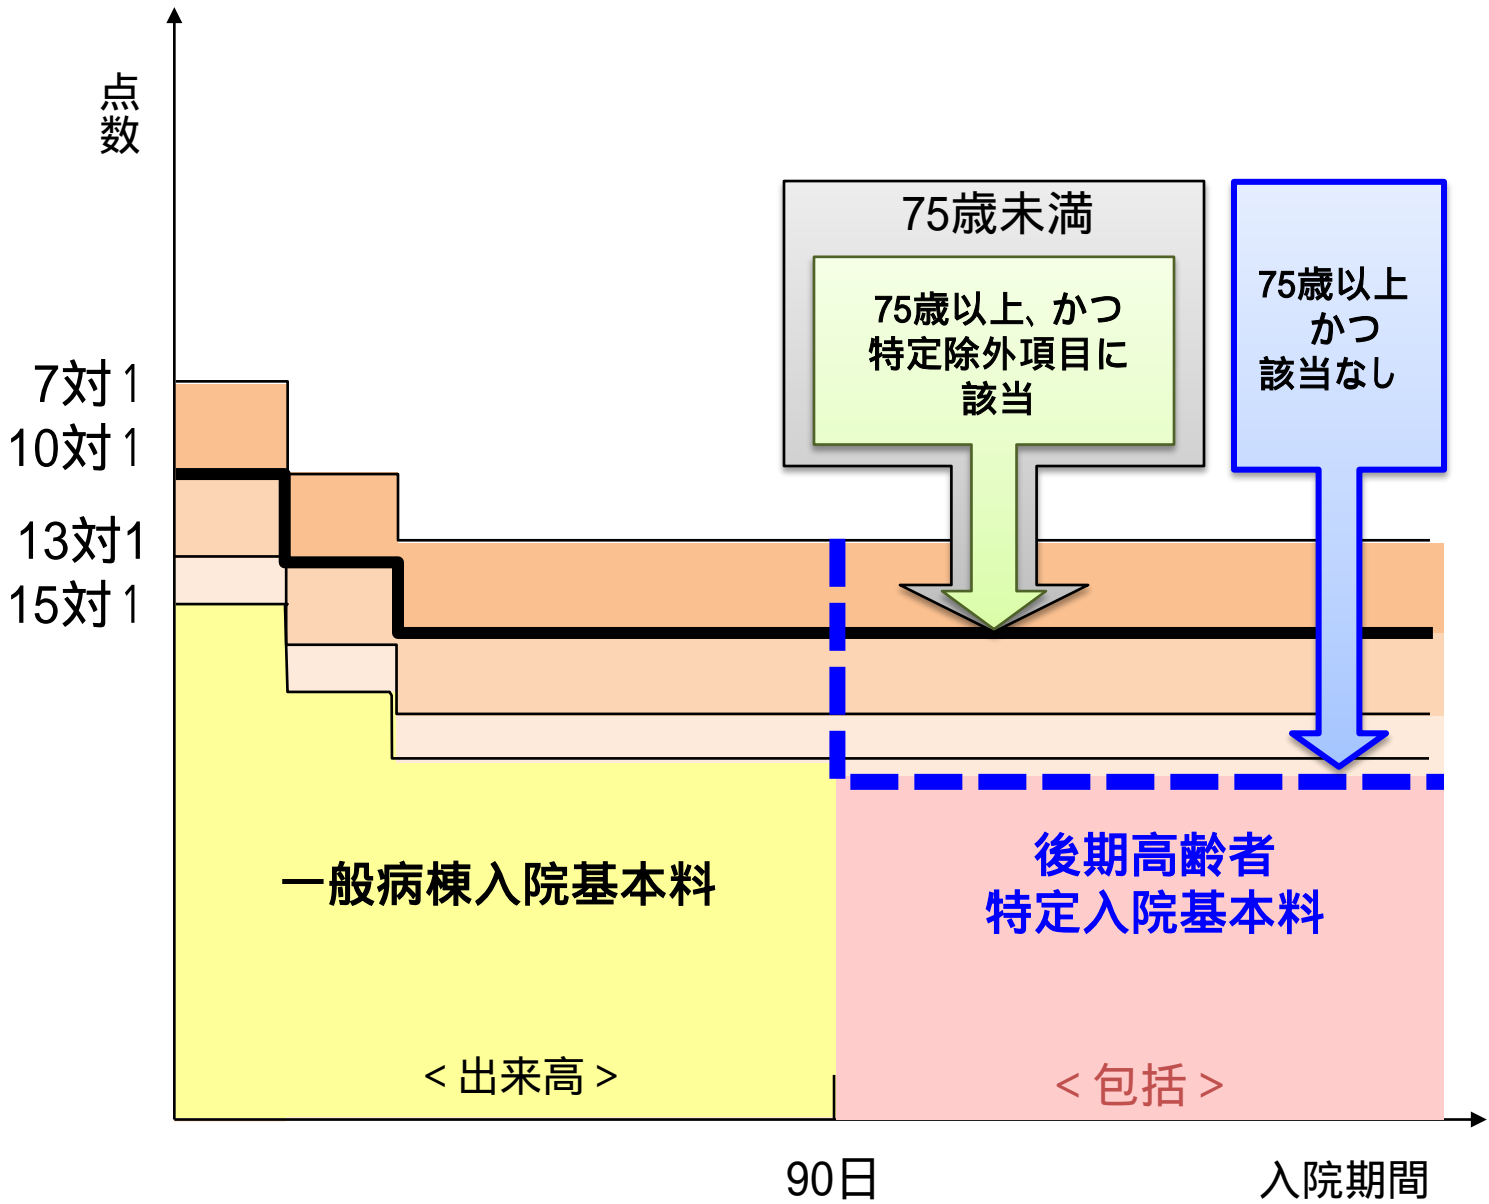 点
数
75歳未満
75歳以上、かつ
特定除外項目に
該当
75歳以上
かつ
該当なし
7対1
10対1
13対1
15対1
一般病棟入院基本料
後期高齢者
特定入院基本料
<出来高>
<包括>
90日
入院期間